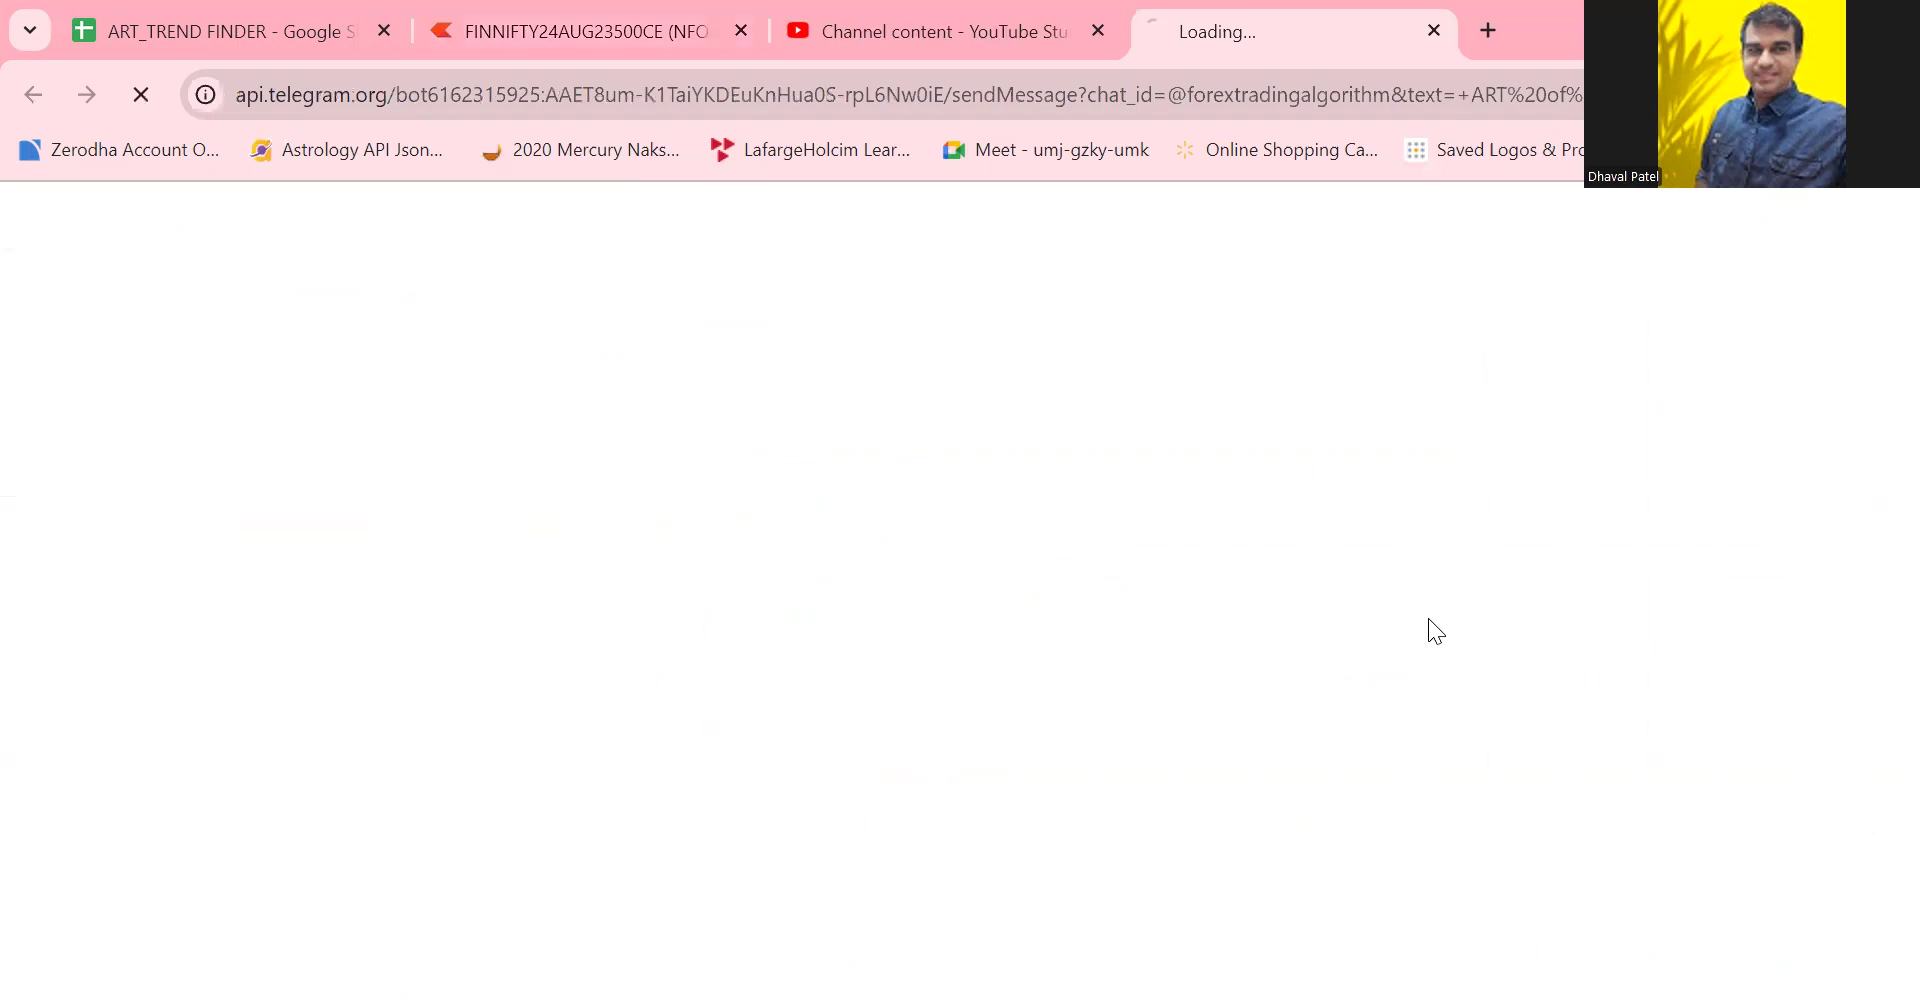 ART_TREND FINDER - Google S
FINNIFTY24AUG23500CE (NFO
Channel content - YouTube Stu
Loading...
api.telegram.org/bot6162315925:AAET8um-K1TaiYKDEuKnHua0S-rpL6Nw0iE/sendMessage?chat_id=@forextradingalgorithm&text=+ART%20of%
Zerodha Account O...
Astrology API Json...
2020 Mercury Naks...
LafargeHolcim Lear...
Meet - umj-gzky-umk
Online Shopping Ca...
Saved Logos & Pro
Dhaval Patel